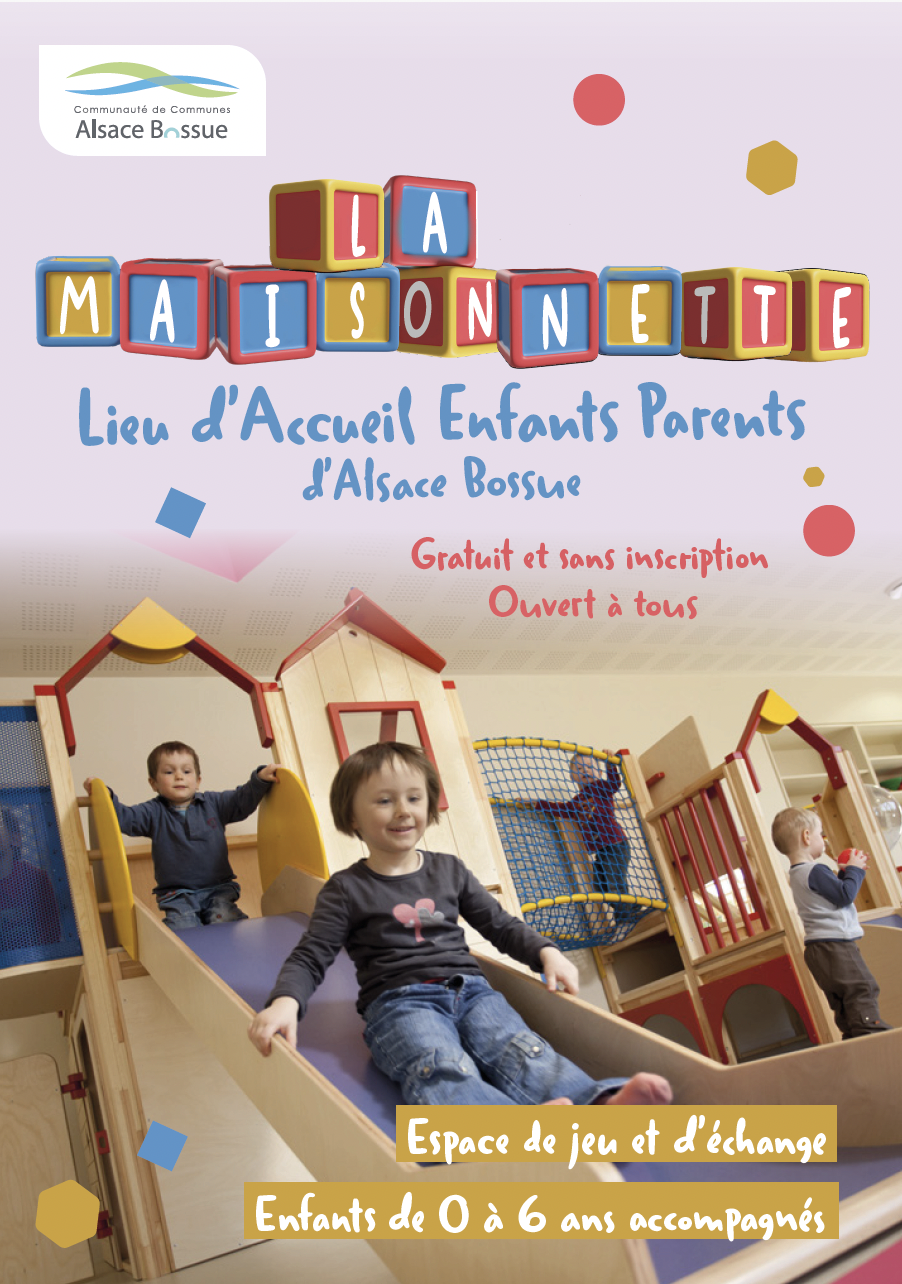 Communauté de Communes
Alsace Bossue
LA
MAISONNETTE
Lieu d'Accueil Enfants Parents
d'Alsace Bossue
Gratuit et sans inscription
Ouvert à tous
Espace de jeu et d'échange
Enfants de 0 à 6 ans accompagnés